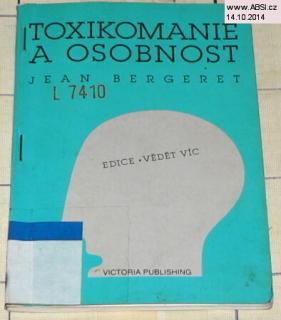 www.ABSI.cz
14.10.2014
TOXIKOMANIE
A OSOBNOST
JEAN BERGERET
L 7410
EDICE • VĚDĚT VÍC
VICTORIA PUBLISHING